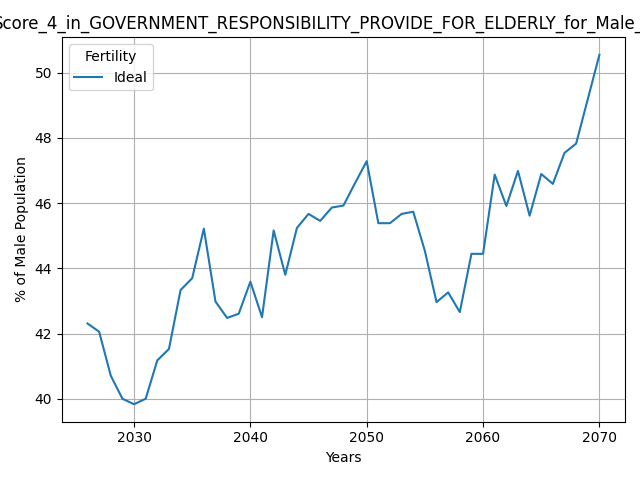 Score_4_in_GOVERNMENT_RESPONSIBILITY_PROVIDE_FOR_ELDERLY_for_Male_
Fertility
Ideal
% of Male Population
50
48
46
44
42
40
2030 2040 2050 2060 2070
Years